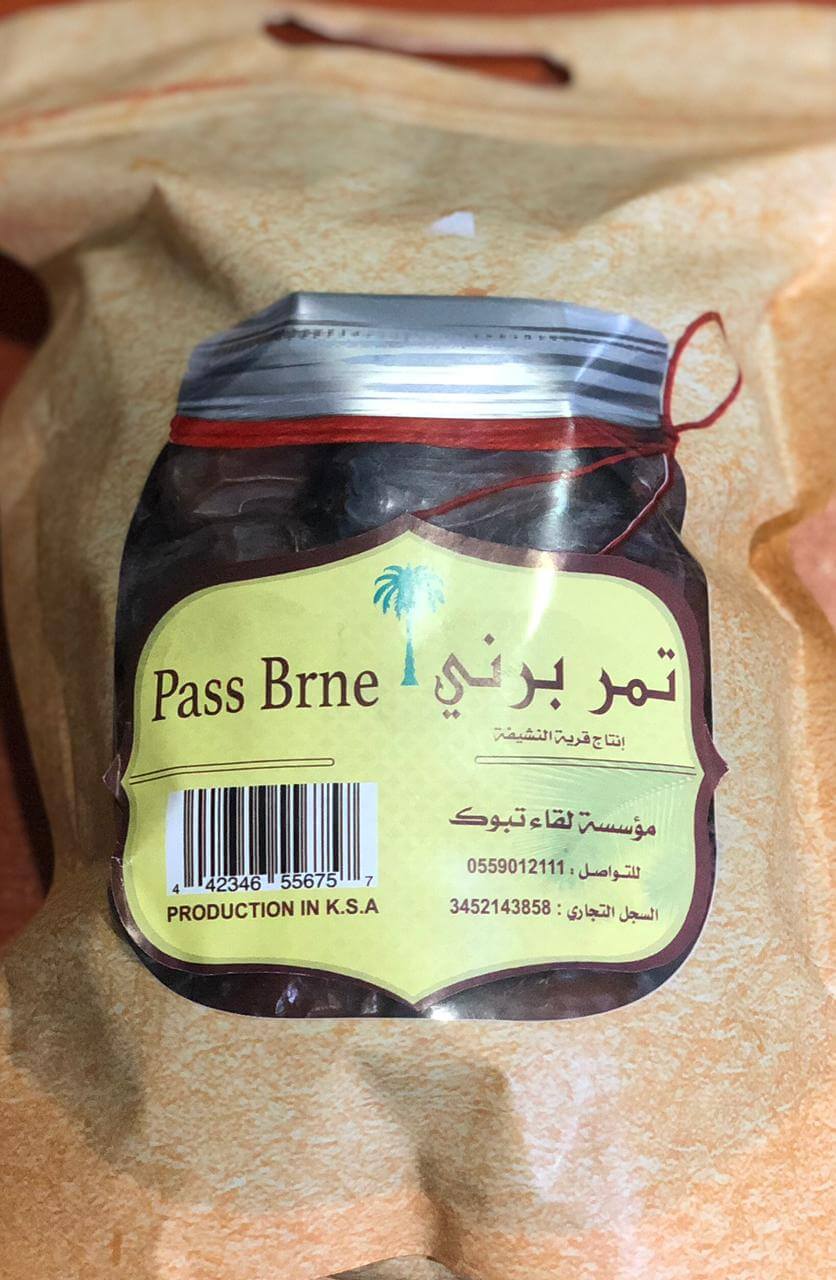 Pass Brne تمر برني
إنتاج قرية النشيفة
مؤسسة لقاء تبوك
للتواصل : 0559012111
السجل التجاري : 3452143858
4 42346 55675 7
PRODUCTION IN K.S.A